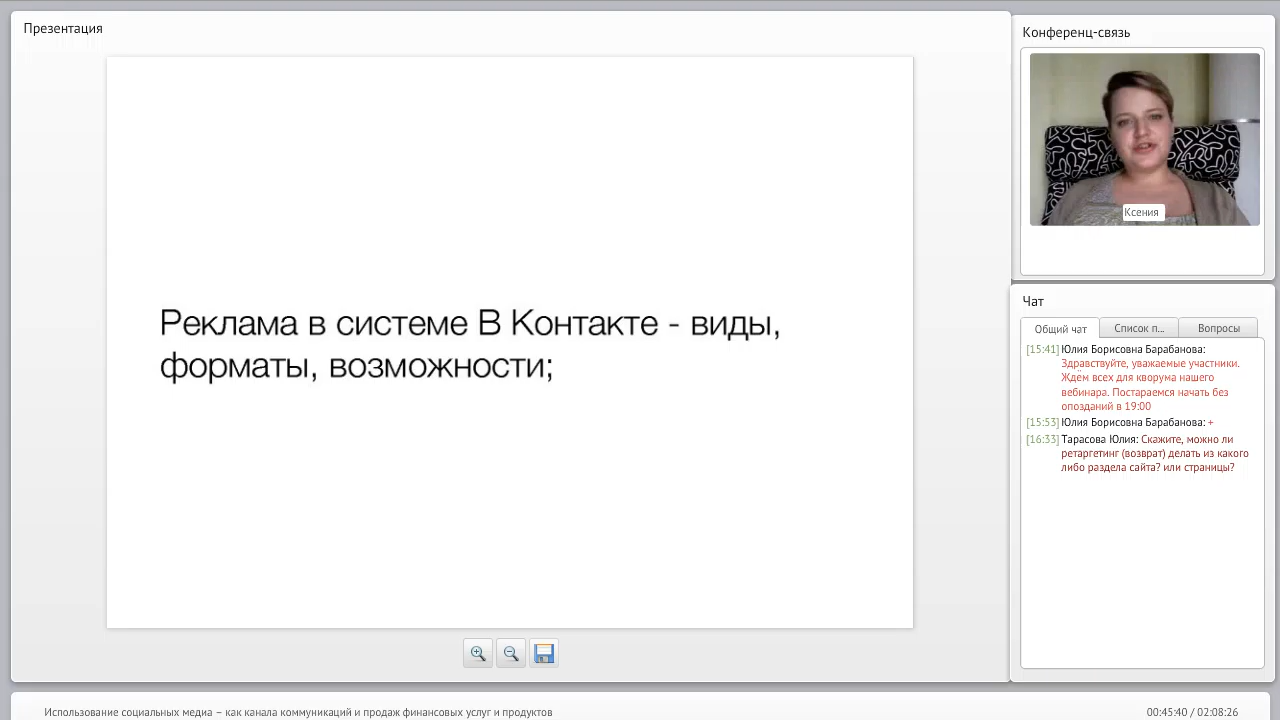 Презентация
Реклама в системе В Контакте - виды,
форматы, возможности;
Конференц-связь
Ксения
Чат
Общий чат
Список п...
Вопросы
[15:41] Юлия Борисовна Барабанова:
Здравствуйте, уважаемые участники.
Ждём всех для кворума нашего
вебинара. Постараемся начать без
опозданий в 19:00
[15:53] Юлия Борисовна Барабанова: +
[16:33] Тарасова Юлия: Скажите, можно ли
ретаргетинг (возврат) делать из какого
либо раздела сайта? или страницы?
Использование социальных медиа – как канала коммуникаций и продаж финансовых услуг и продуктов
00:45:40 / 02:08:26